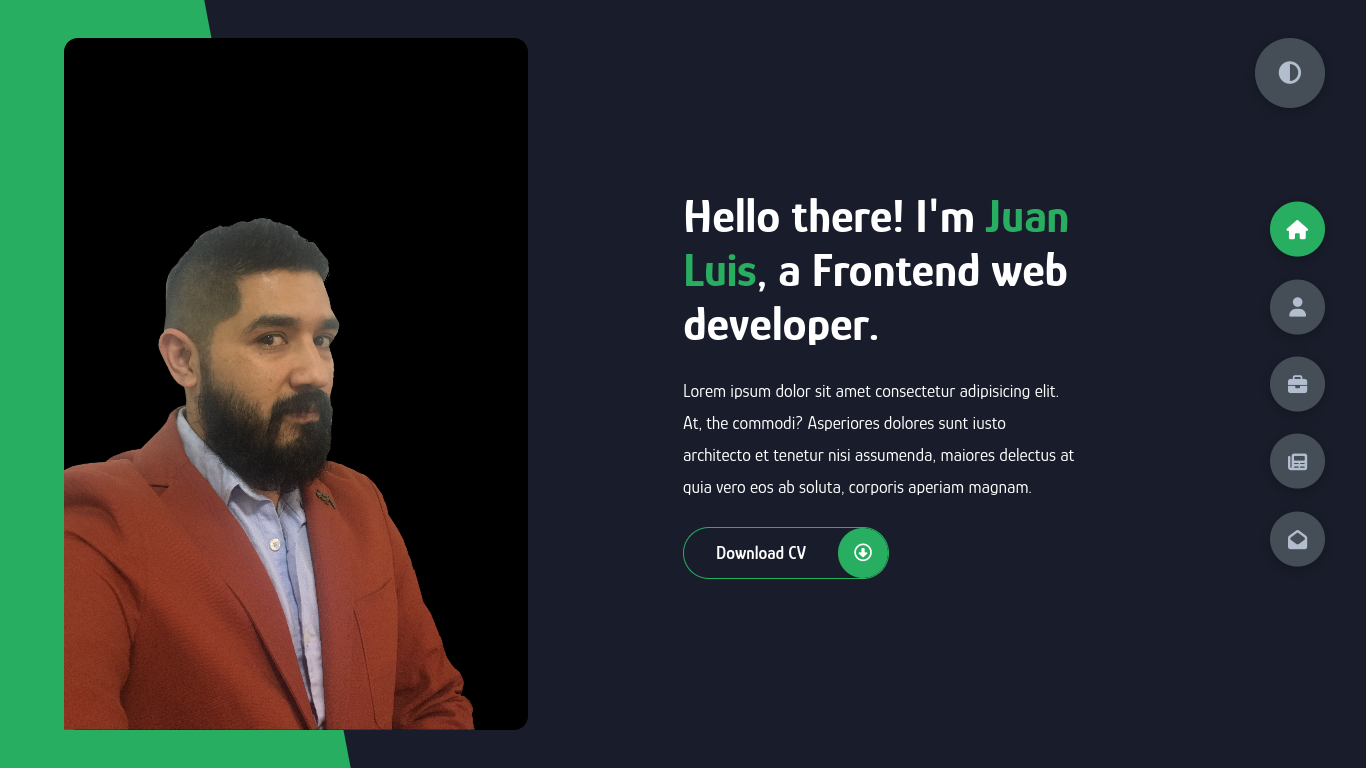 Hello there! I'm Juan
Luis, a Frontend web
developer.
Lorem ipsum dolor sit amet consectetur adipisicing elit.
At, the commodi? Asperiores dolores sunt iusto
architecto et tenetur nisi assumenda, maiores delectus at
quia vero eos ab soluta, corporis aperiam magnam.
Download CV